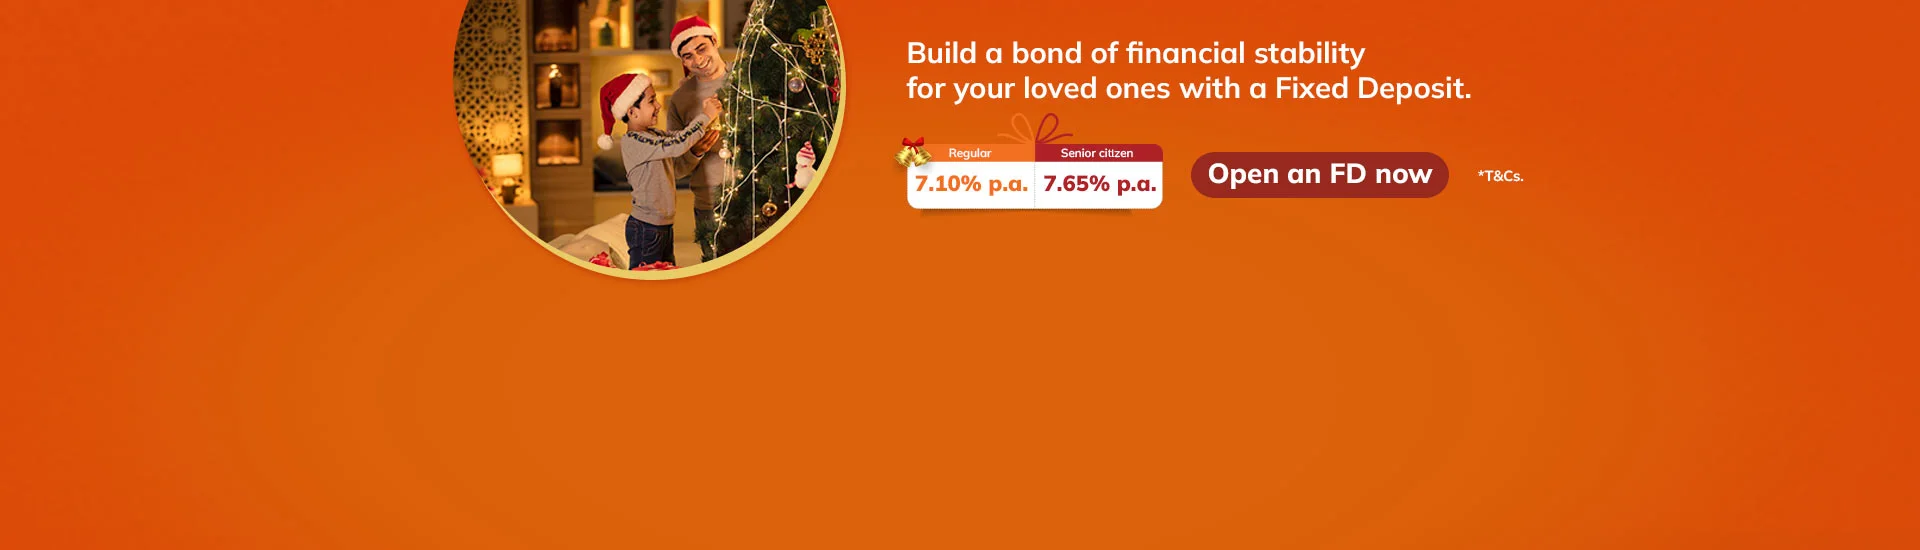 Build a bond of financial stability
for your loved ones with a Fixed Deposit.
Regular
Senior citizen
7.10% p.a.
7.65% p.a.
Open an FD now
*T&Cs.